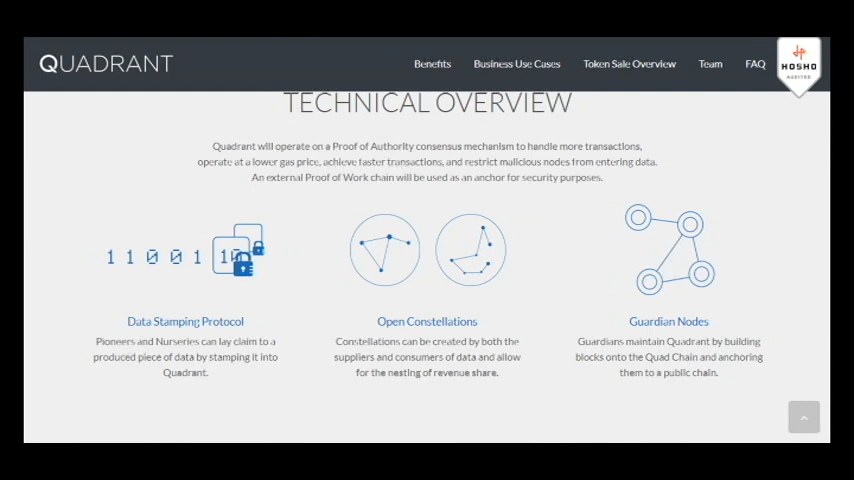 QUADRANT
Benefits
Business Use Cases
Token Sale Overview
Team
FAQ
HOSHO
AUDITED
TECHNICAL OVERVIEW
Quadrant will operate on a Proof of Authority consensus mechanism to handle more transactions,
operate at a lower gas price, achieve faster transactions, and restrict malicious nodes from entering data.
An external Proof of Work chain will be used as an anchor for security purposes.
1 1 0 0 1 10
Data Stamping Protocol
Pioneers and Nurseries can lay claim to a
produced piece of data by stamping it into
Quadrant.
Open Constellations
Constellations can be created by both the
suppliers and consumers of data and allow
for the nesting of revenue share.
Guardian Nodes
Guardians maintain Quadrant by building
blocks onto the Quad Chain and anchoring
them to a public chain.